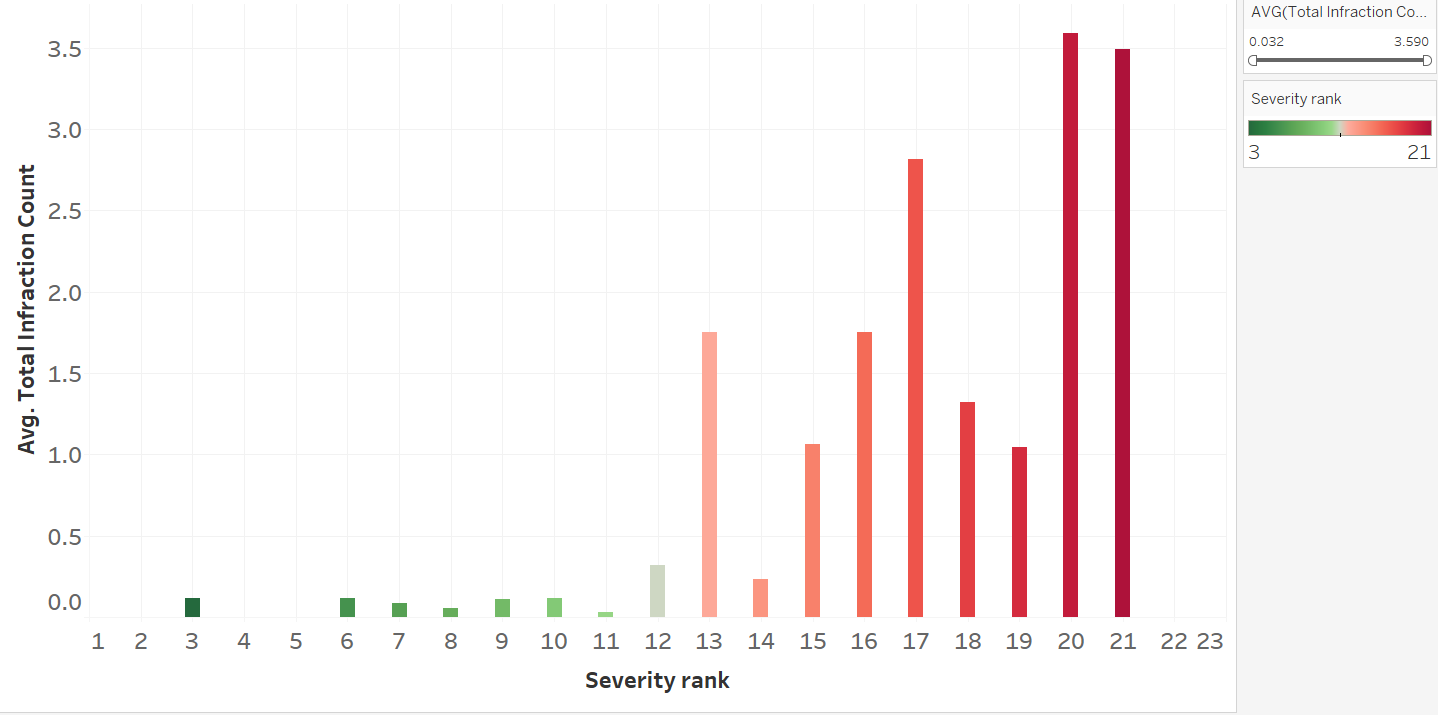 3.5
3.0
2.5
2.0
1.5
1.0
0.5
0.0
Avg. Total Infraction Count
1 2 3 4 5 6 7 8 9 10 11 12 13 14 15 16 17 18 19 20 21 22 23
Severity rank
AVG(Total Infraction Co...
0.032 3.590
Severity rank
3 21